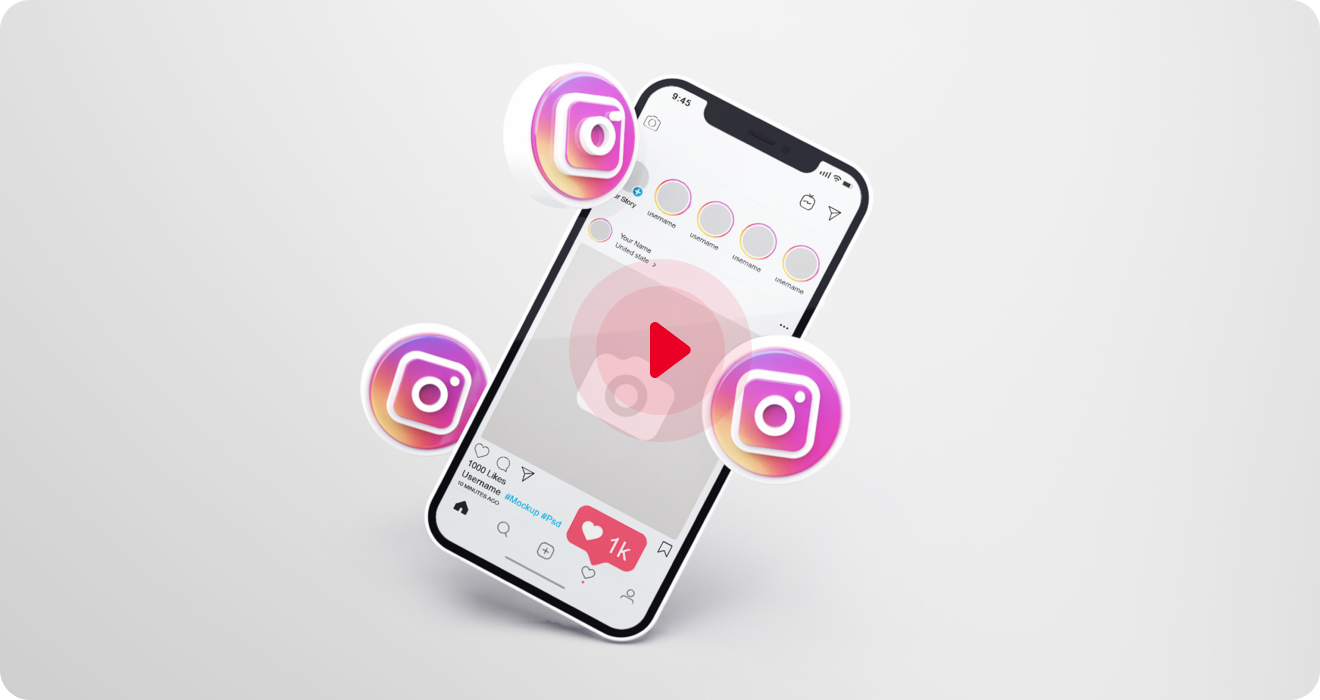 9:45
r Story
username
username
username
username
Your Name
United state ›
1000 Likes
Username #Mockup #Psd
10 MINUTES AGO
1k